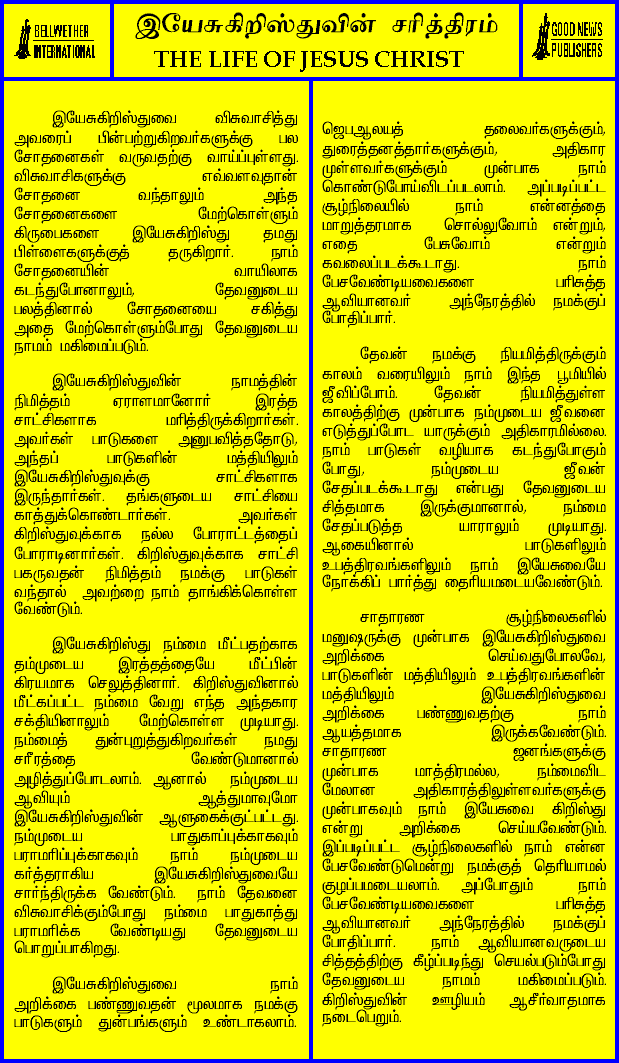 BELLWETHER
INTERNATIONAL
இயேசுகிறிஸ்துவின் சரித்திரம்
THE LIFE OF JESUS CHRIST
GOOD NEWS
PUBLISHERS
இயேசுகிறிஸ்துவை விசுவாசித்து
அவரைப் பின்பற்றுகிறவர்களுக்கு பல
சோதனைகள் வருவதற்கு வாய்ப்புள்ளது.
விசுவாசிகளுக்கு எவ்வளவுதான்
சோதனை வந்தாலும் அந்த
சோதனைகளை மேற்கொள்ளும்
கிருபைகளை இயேசுகிறிஸ்து தமது
பிள்ளைகளுக்குத் தருகிறார். நாம்
சோதனையின் வாயிலாக
கடந்துபோனாலும், தேவனுடைய
பலத்தினால் சோதனையை சகித்து
அதை மேற்கொள்ளும்போது தேவனுடைய
நாமம் மகிமைப்படும்.
இயேசுகிறிஸ்துவின் நாமத்தின்
நிமித்தம் ஏராளமானோர் இரத்த
சாட்சிகளாக மரித்திருக்கிறார்கள்.
அவர்கள் பாடுகளை அனுபவித்ததோடு,
அந்தப் பாடுகளின் மத்தியிலும்
இயேசுகிறிஸ்துவுக்கு சாட்சிகளாக
இருந்தார்கள். தங்களுடைய சாட்சியை
காத்துக்கொண்டார்கள். அவர்கள்
கிறிஸ்துவுக்காக நல்ல போராட்டத்தைப்
போராடினார்கள். கிறிஸ்துவுக்காக சாட்சி
பகருவதன் நிமித்தம் நமக்கு பாடுகள்
வந்தால் அவற்றை நாம் தாங்கிக்கொள்ள
வேண்டும்.
இயேசுகிறிஸ்து நம்மை மீட்பதற்காக
தம்முடைய இரத்தத்தையே மீட்பின்
கிரயமாக செலுத்தினார். கிறிஸ்துவினால்
மீட்கப்பட்ட நம்மை வேறு எந்த அந்தகார
சக்தியினாலும் மேற்கொள்ள முடியாது.
நம்மைத் துன்புறுத்துகிறவர்கள் நமது
சரீரத்தை வேண்டுமானால்
அழித்துப்போடலாம். ஆனால் நம்முடைய
ஆவியும் ஆத்துமாவுமோ
இயேசுகிறிஸ்துவின் ஆளுகைக்குட்பட்டது.
நம்முடைய பாதுகாப்புக்காகவும்
பராமரிப்புக்காகவும் நாம் நம்முடைய
கர்த்தராகிய இயேசுகிறிஸ்துவையே
சார்ந்திருக்க வேண்டும். நாம் தேவனை
விசுவாசிக்கும்போது நம்மை பாதுகாத்து
பராமரிக்க வேண்டியது தேவனுடைய
பொறுப்பாகிறது.
இயேசுகிறிஸ்துவை நாம்
அறிக்கை பண்ணுவதன் மூலமாக நமக்கு
பாடுகளும் துன்பங்களும் உண்டாகலாம்.
ஜெபஆலயத் தலைவர்களுக்கும்,
துரைத்தனத்தார்களுக்கும், அதிகார
முள்ளவர்களுக்கும் முன்பாக நாம்
கொண்டுபோய்விடப்படலாம். அப்படிப்பட்ட
சூழ்நிலையில் நாம் என்னத்தை
மாறுத்தரமாக சொல்லுவோம் என்றும்,
எதை பேசுவோம் என்றும்
கவலைப்படக்கூடாது. நாம்
பேசவேண்டியவைகளை பரிசுத்த
ஆவியானவர் அந்நேரத்தில் நமக்குப்
போதிப்பார்.
தேவன் நமக்கு நியமித்திருக்கும்
காலம் வரையிலும் நாம் இந்த பூமியில்
ஜீவிப்போம். தேவன் நியமித்துள்ள
காலத்திற்கு முன்பாக நம்முடைய ஜீவனை
எடுத்துப்போட யாருக்கும் அதிகாரமில்லை.
நாம் பாடுகள் வழியாக கடந்துபோகும்
போது, நம்முடைய ஜீவன்
சேதப்படக்கூடாது என்பது தேவனுடைய
சித்தமாக இருக்குமானால், நம்மை
சேதப்படுத்த யாராலும் முடியாது.
ஆகையினால் பாடுகளிலும்
உபத்திரவங்களிலும் நாம் இயேசுவையே
நோக்கிப் பார்த்து தைரியமடையவேண்டும்.
சாதாரண சூழ்நிலைகளில்
மனுஷருக்கு முன்பாக இயேசுகிறிஸ்துவை
அறிக்கை செய்வதுபோலவே,
பாடுகளின் மத்தியிலும் உபத்திரவங்களின்
மத்தியிலும் இயேசுகிறிஸ்துவை
அறிக்கை பண்ணுவதற்கு நாம்
ஆயத்தமாக இருக்கவேண்டும்.
சாதாரண ஜனங்களுக்கு
முன்பாக மாத்திரமல்ல, நம்மைவிட
மேலான அதிகாரத்திலுள்ளவர்களுக்கு
முன்பாகவும் நாம் இயேசுவை கிறிஸ்து
என்று அறிக்கை செய்யவேண்டும்.
இப்படிப்பட்ட சூழ்நிலைகளில் நாம் என்ன
பேசவேண்டுமென்று நமக்குத் தெரியாமல்
குழப்பமடையலாம். அப்போதும் நாம்
பேசவேண்டியவைகளை பரிசுத்த
ஆவியானவர் அந்நேரத்தில் நமக்குப்
போதிப்பார். நாம் ஆவியானவருடைய
சித்தத்திற்கு கீழ்ப்படிந்து செயல்படும்போது
தேவனுடைய நாமம் மகிமைப்படும்.
கிறிஸ்துவின் ஊழியம் ஆசீர்வாதமாக
நடைபெறும்.